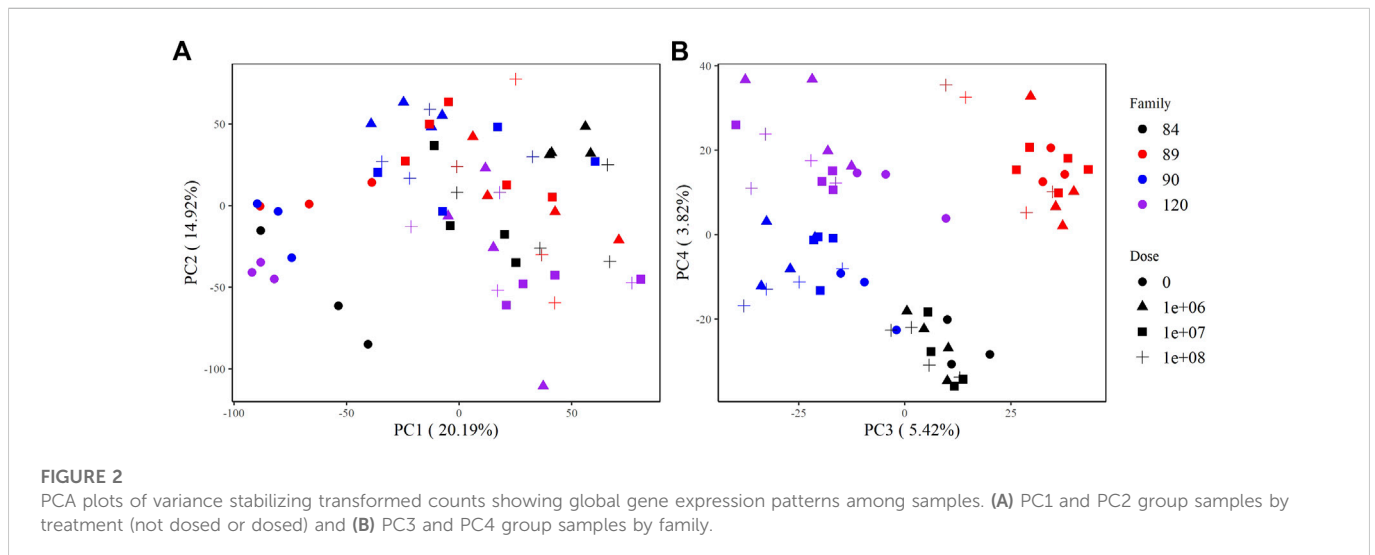 A
B
PC2 ( 14.92%)
50
0
-50
-100
-100
-50
0
50
PC1 ( 20.19%)
PC4 ( 3.82%)
40
20
0
-20
-25
0
25
PC3 ( 5.42%)
Family
84
89
90
120
Dose
0
1e+06
1e+07
1e+08
FIGURE 2
PCA plots of variance stabilizing transformed counts showing global gene expression patterns among samples. (A) PC1 and PC2 group samples by
treatment (not dosed or dosed) and (B) PC3 and PC4 group samples by family.